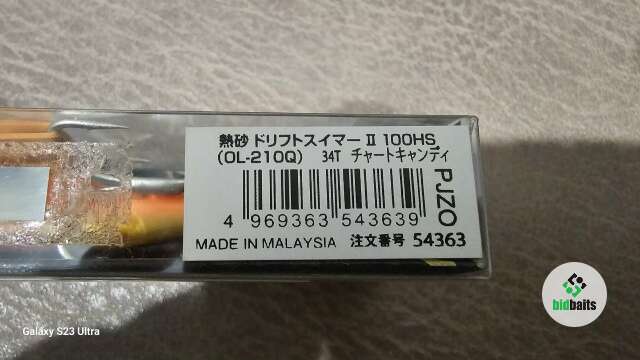 熱砂 ドリフトスイマー II 100HS
(OL-210Q) 34T チャートキャンディ
PJZO
4 969363 543639
MADE IN MALAYSIA 注文番号 54363
bidbaits
Galaxy S23 Ultra